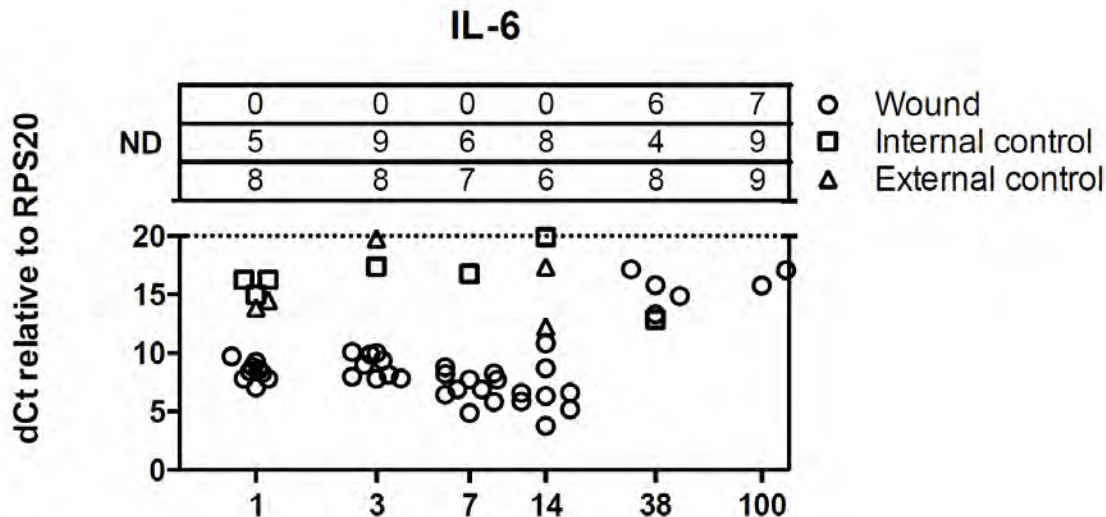 IL-6
0 0 0 0 6 7
Wound
ND 5 9 6 8 4 9
Internal control
8 8 7 6 8 9
External control
dCt relative to RPS20
20
15
10
5
0
1 3 7 14 38 100